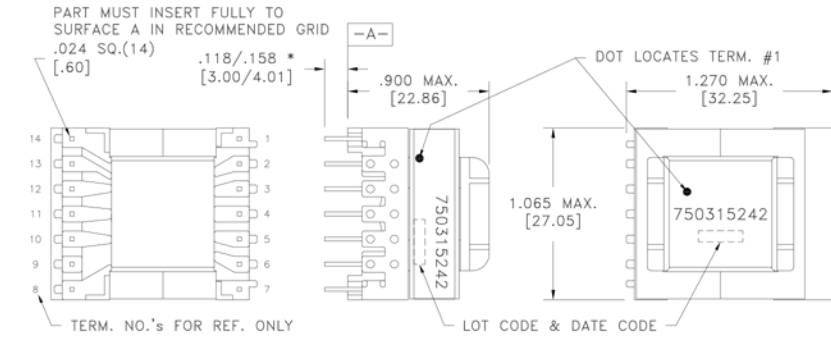 PART MUST INSERT FULLY TO
SURFACE A IN RECOMMENDED GRID
.024 SQ.(14)
[.60]
.118/.158 *
[3.00/4.01]
-A-
.900 MAX.
[22.86]
DOT LOCATES TERM. #1
1.270 MAX.
[32.25]
14
1
13
2
12
3
11
4
10
5
9
6
8
7
750315242
1.065 MAX.
[27.05]
750315242
TERM. NO.'s FOR REF. ONLY
LOT CODE & DATE CODE